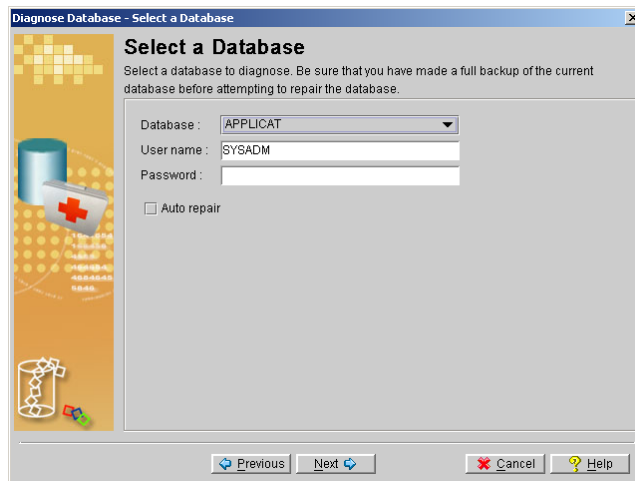 Diagnose Database - Select a Database
Select a Database
Select a database to diagnose. Be sure that you have made a full backup of the current
database before attempting to repair the database.
Database : APPLICAT
User name : SYSADM
Password :
Auto repair
Previous Next Cancel Help